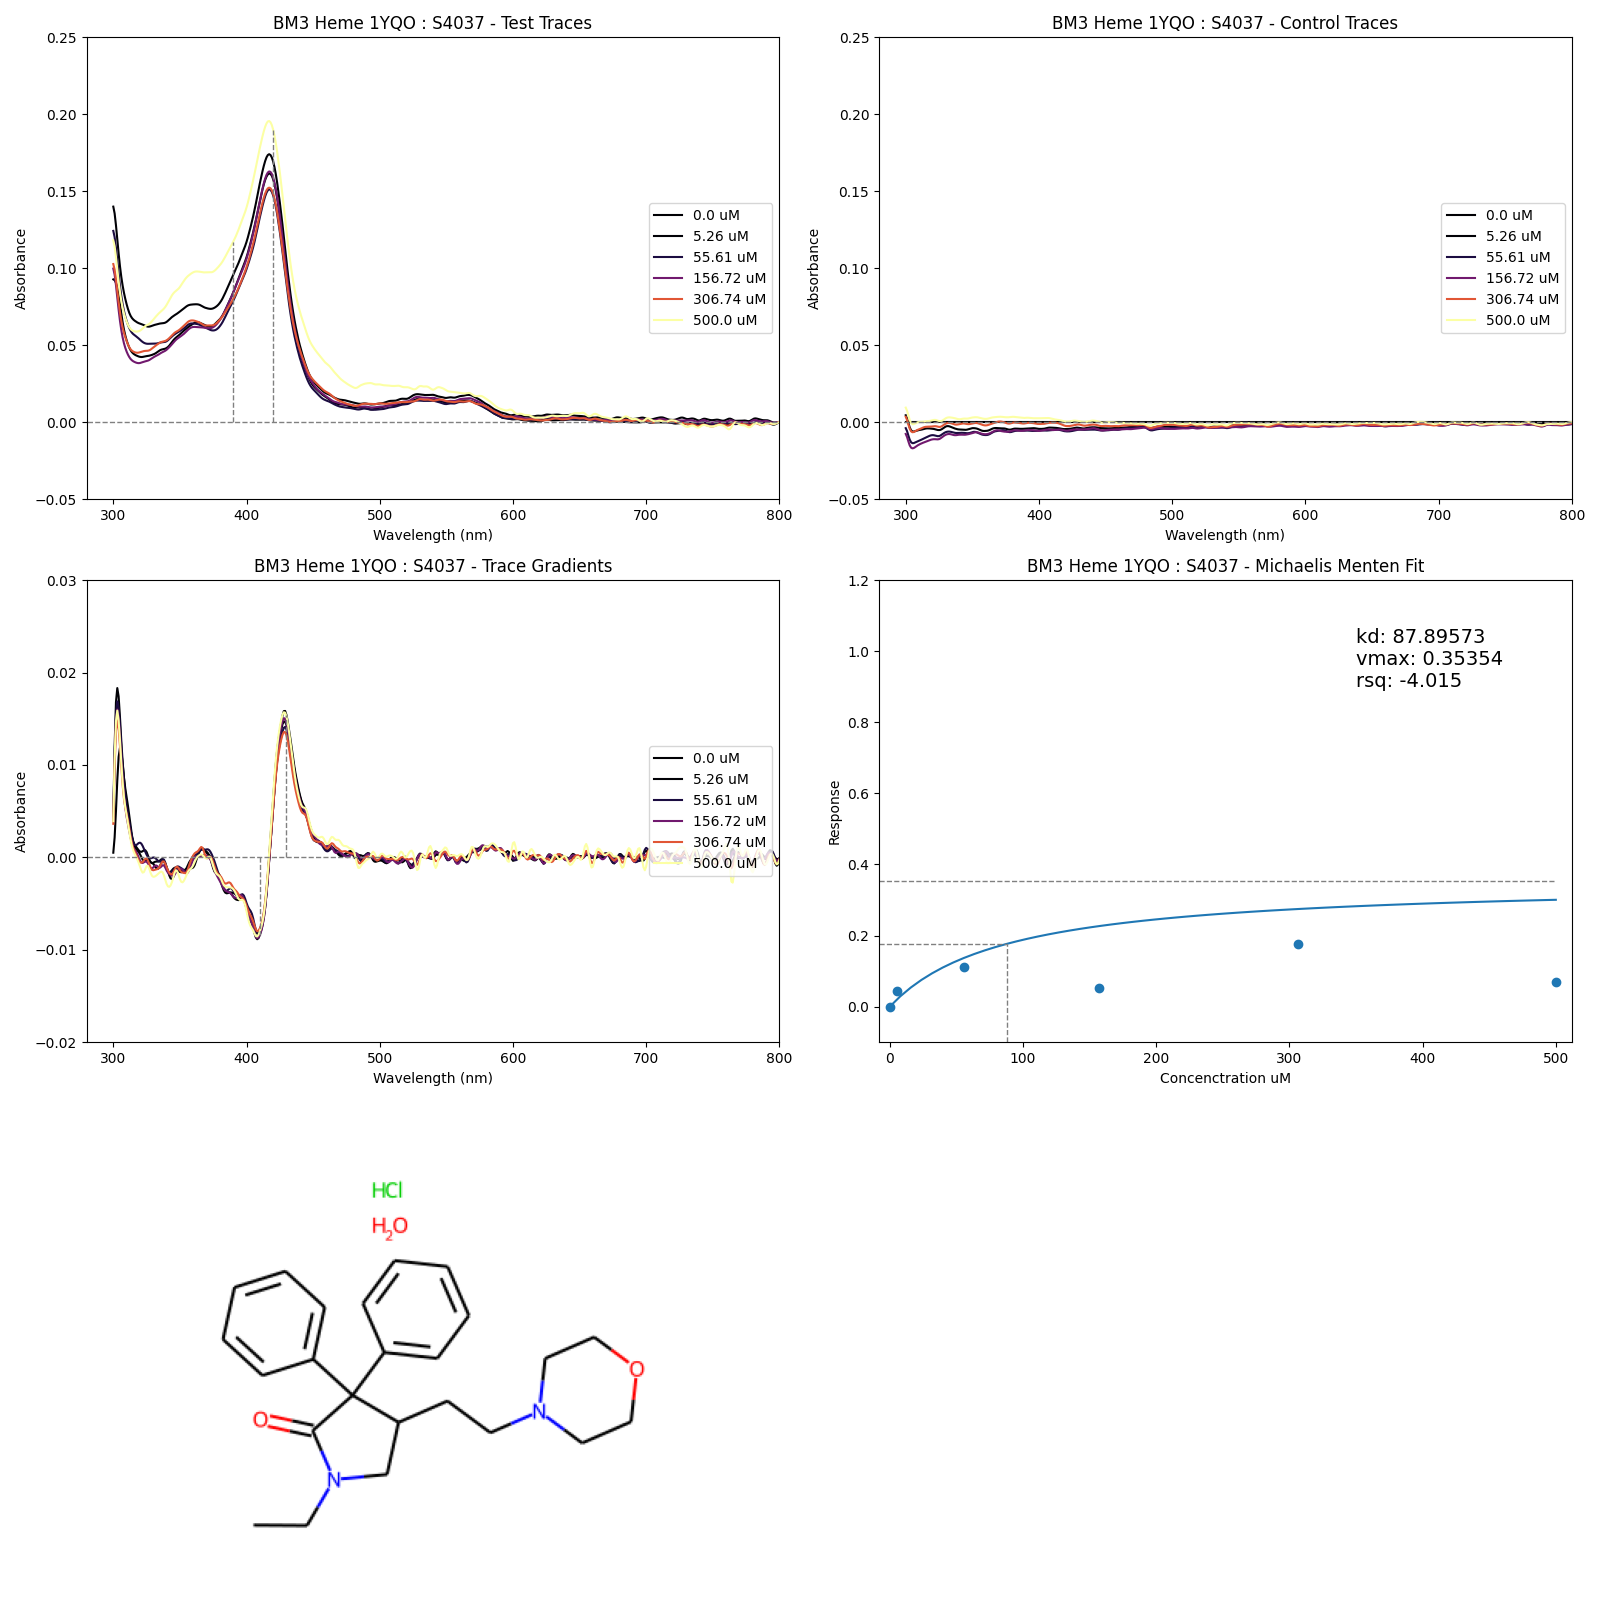 BM3 Heme 1YQO : S4037 - Test Traces
0.25
0.20
0.15
0.10
0.05
0.00
−0.05
Absorbance
300
400
500
600
700
800
Wavelength (nm)
0.0 uM
5.26 uM
55.61 uM
156.72 uM
306.74 uM
500.0 uM
BM3 Heme 1YQO : S4037 - Control Traces
0.25
0.20
0.15
0.10
0.05
0.00
−0.05
Absorbance
300
400
500
600
700
800
Wavelength (nm)
0.0 uM
5.26 uM
55.61 uM
156.72 uM
306.74 uM
500.0 uM
BM3 Heme 1YQO : S4037 - Trace Gradients
0.03
0.02
0.01
0.00
−0.01
−0.02
Absorbance
300
400
500
600
700
800
Wavelength (nm)
0.0 uM
5.26 uM
55.61 uM
156.72 uM
306.74 uM
500.0 uM
BM3 Heme 1YQO : S4037 - Michaelis Menten Fit
1.2
1.0
0.8
0.6
0.4
0.2
0.0
Response
kd: 87.89573
vmax: 0.35354
rsq: -4.015
0
100
200
300
400
500
Concenctration uM
HCl
H2O
O
N
N
O